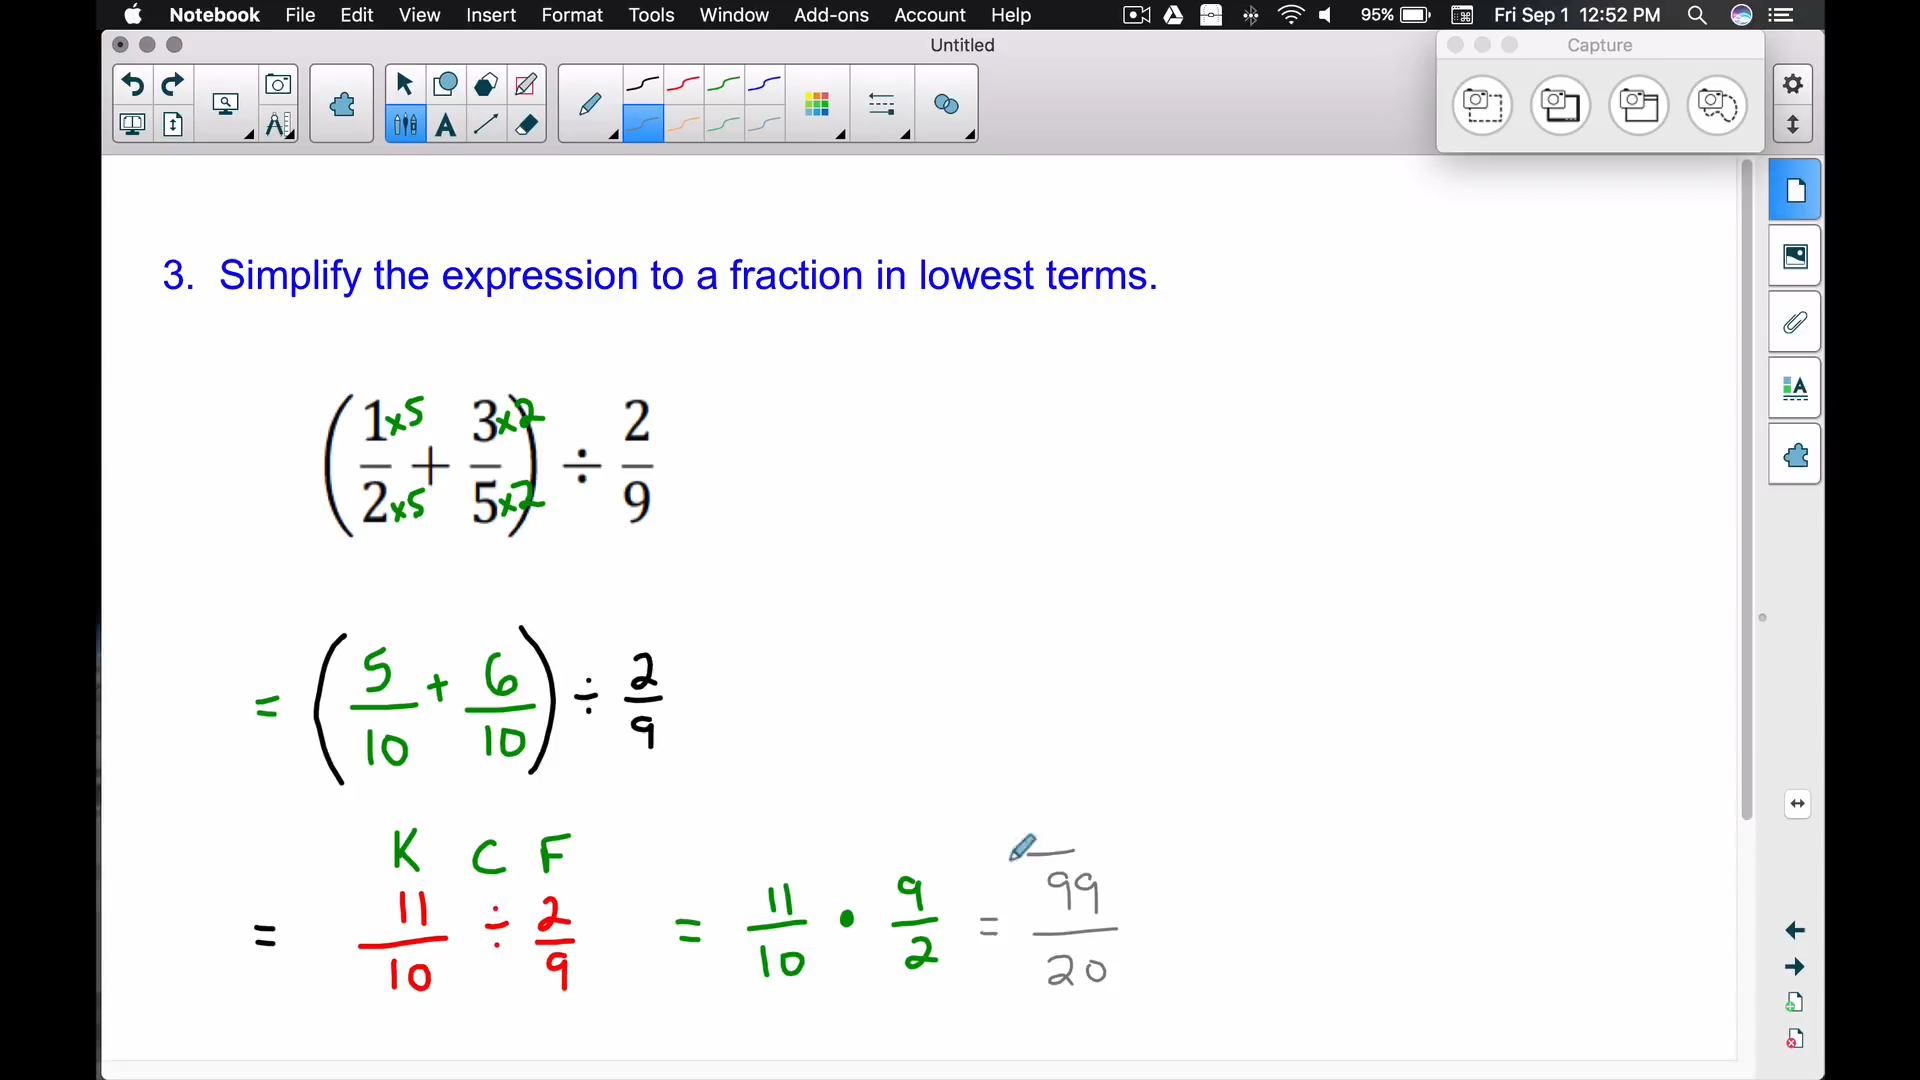 Notebook File Edit View Insert Format Tools Window Add-ons Account Help 95% Fri Sep 1 12:52 PM
Untitled
Capture
3. Simplify the expression to a fraction in lowest terms.
(1/2 + 3/5) ÷ 2/9
×5 ×2
×5 ×2
= (5/10 + 6/10) ÷ 2/9
K C F
= 11/10 ÷ 2/9 = 11/10 • 9/2 = 99/20